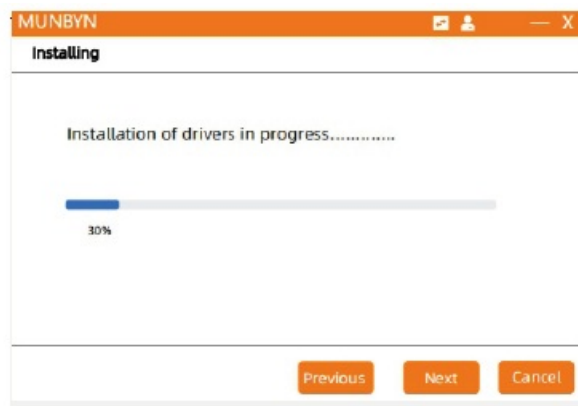 MUNBYN
— X
Installing
Installation of drivers in progress.............
30%
Previous Next Cancel